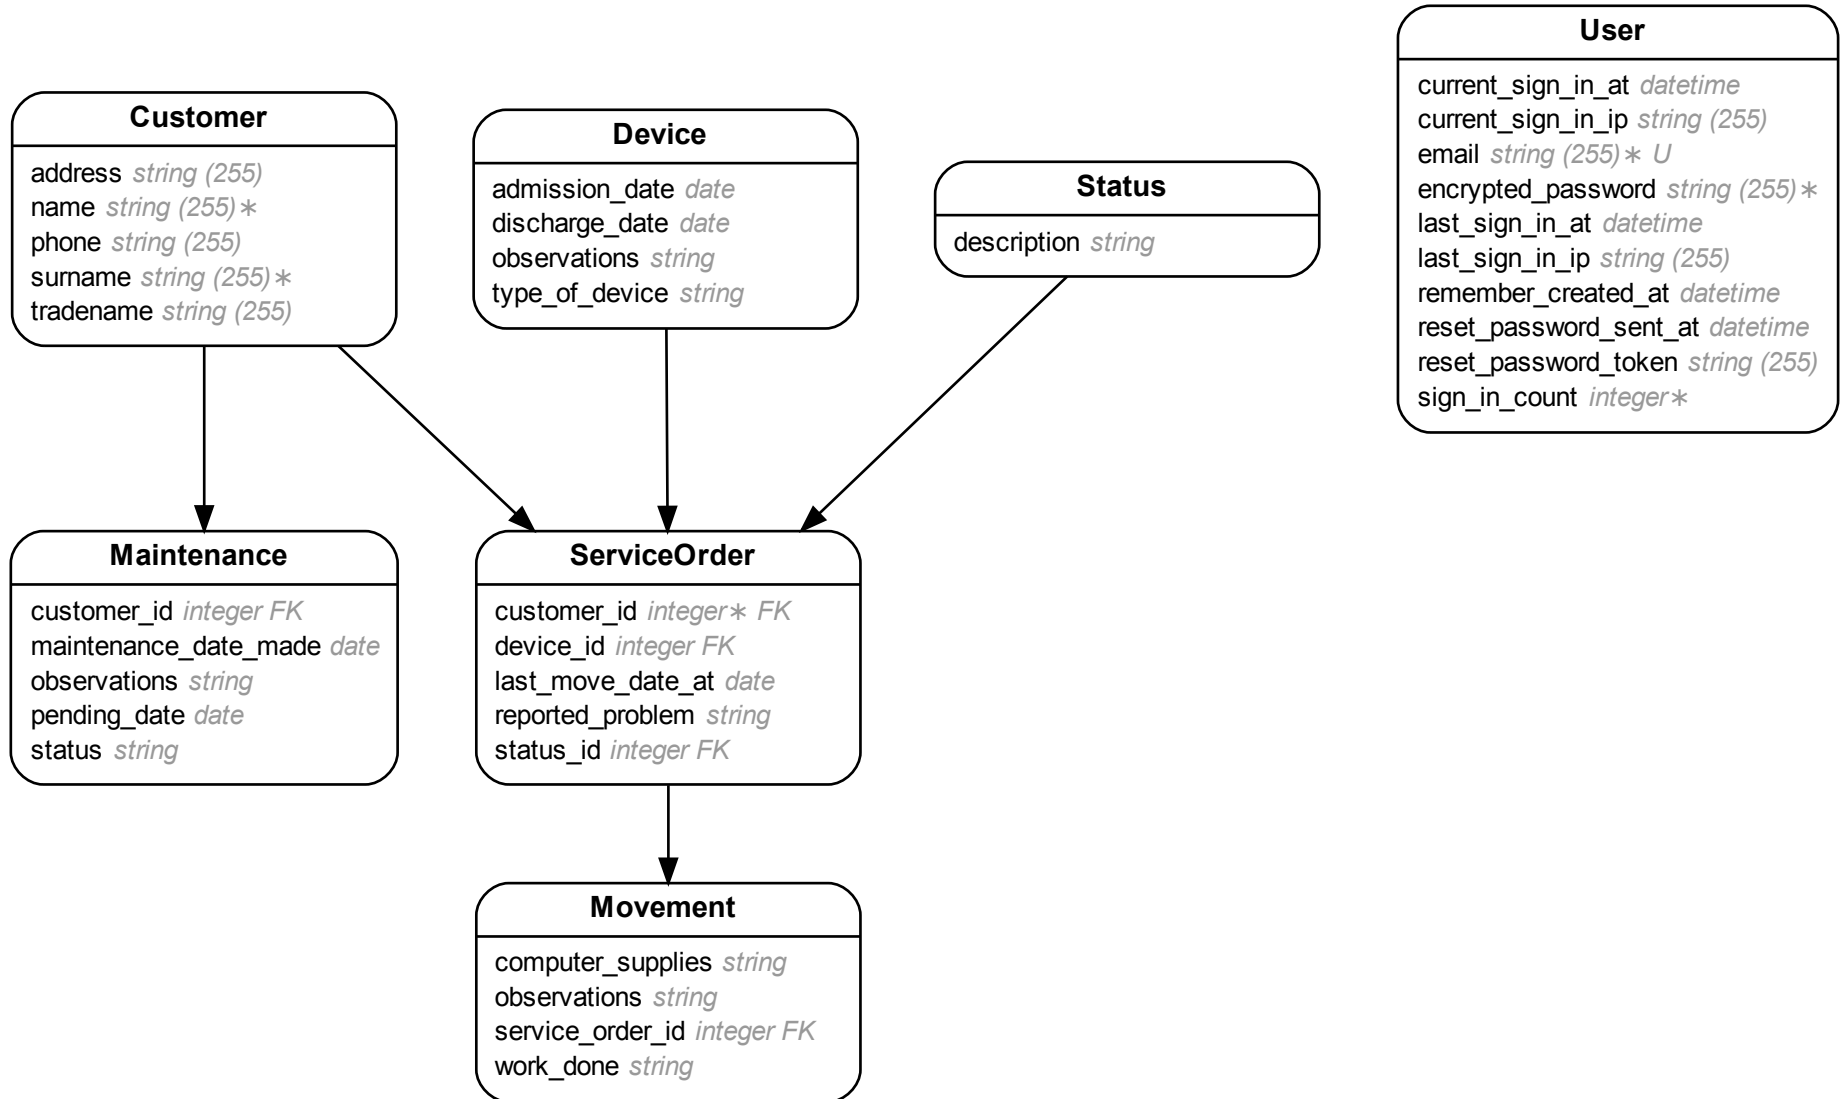 Customer
address string (255)
name string (255)∗
phone string (255)
surname string (255)∗
tradename string (255)
Device
admission_date date
discharge_date date
observations string
type_of_device string
Status
description string
User
current_sign_in_at datetime
current_sign_in_ip string (255)
email string (255)∗ U
encrypted_password string (255)∗
last_sign_in_at datetime
last_sign_in_ip string (255)
remember_created_at datetime
reset_password_sent_at datetime
reset_password_token string (255)
sign_in_count integer∗
Maintenance
customer_id integer FK
maintenance_date_made date
observations string
pending_date date
status string
ServiceOrder
customer_id integer∗ FK
device_id integer FK
last_move_date_at date
reported_problem string
status_id integer FK
Movement
computer_supplies string
observations string
service_order_id integer FK
work_done string